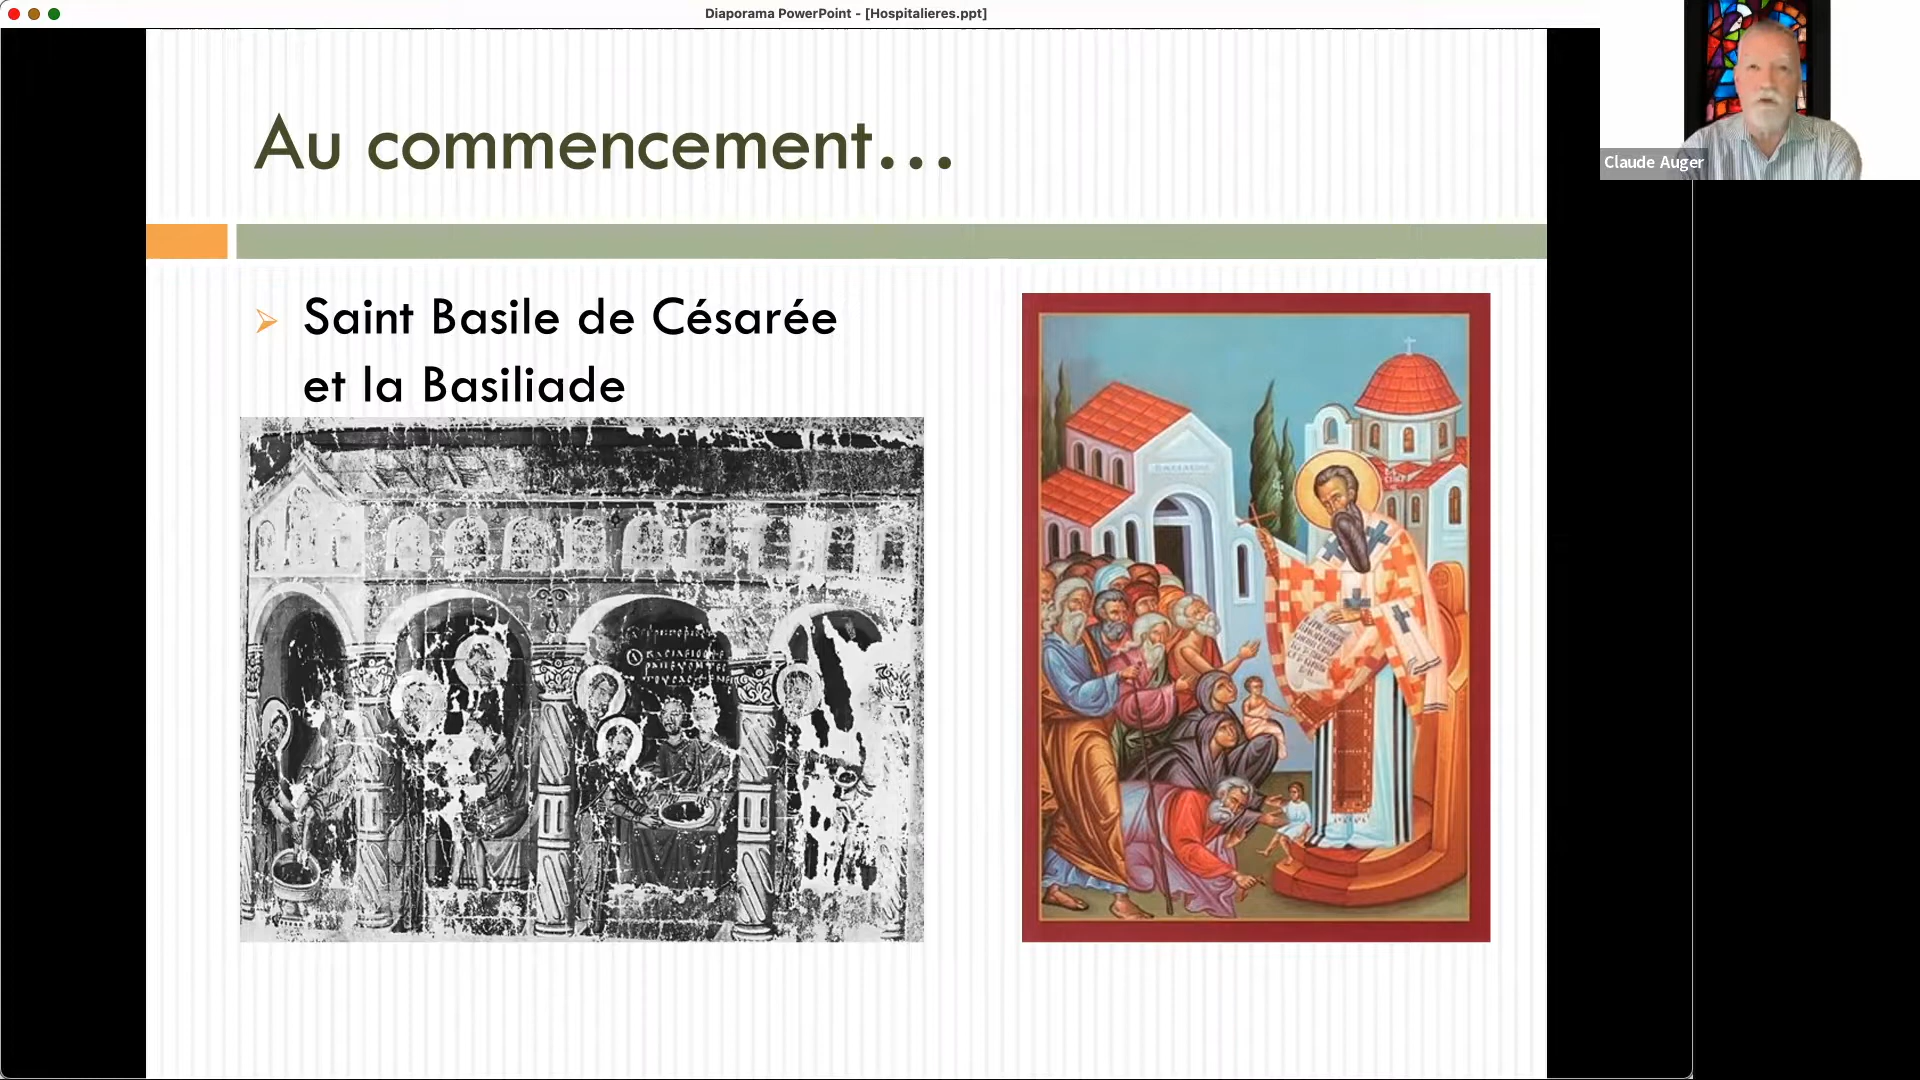 Diaporama PowerPoint - [Hospitalieres.ppt]
Claude Auger
Au commencement…
Saint Basile de Césarée
et la Basiliade